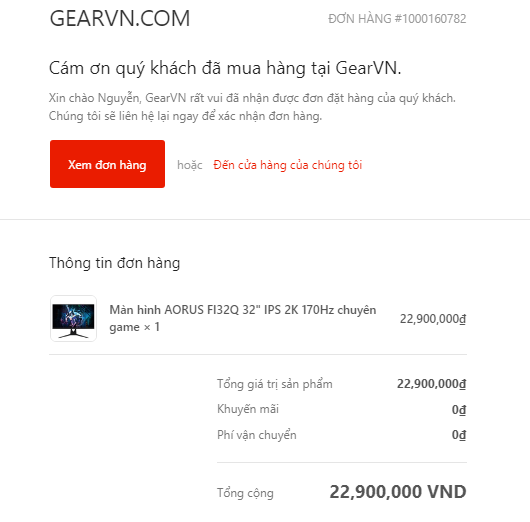 GEARVN.COM
ĐƠN HÀNG #1000160782
Cám ơn quý khách đã mua hàng tại GearVN.
Xin chào Nguyễn, GearVN rất vui đã nhận được đơn đặt hàng của quý khách.
Chúng tôi sẽ liên hệ lại ngay để xác nhận đơn hàng.
Xem đơn hàng
hoặc
Đến cửa hàng của chúng tôi
Thông tin đơn hàng
Màn hình AORUS FI32Q 32" IPS 2K 170Hz chuyên
game × 1
22,900,000₫
Tổng giá trị sản phẩm
22,900,000₫
Khuyến mãi
0₫
Phí vận chuyển
0₫
Tổng cộng
22,900,000 VND